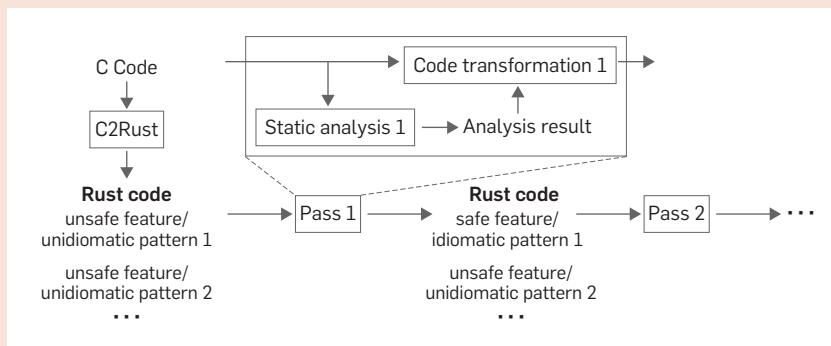 C Code
C2Rust
Code transformation 1
Static analysis 1
Analysis result
Rust code
unsafe feature/
unidiomatic pattern 1
unsafe feature/
unidiomatic pattern 2
...
Pass 1
Rust code
safe feature/
idiomatic pattern 1
unsafe feature/
unidiomatic pattern 2
...
Pass 2
...